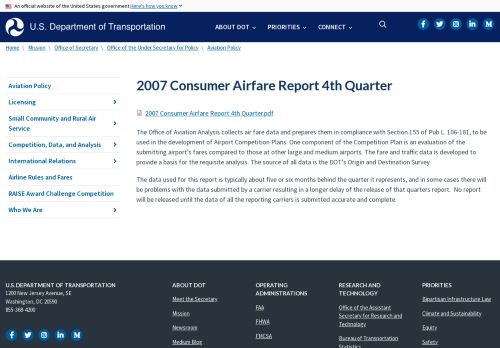 An official website of the United States government Here's how you know
U.S. Department of Transportation
ABOUT DOT
PRIORITIES
CONNECT
Home \ Mission \ Office of Secretary \ Office of the Under Secretary for Policy \ Aviation Policy
Aviation Policy
Licensing
Small Community and Rural Air
Service
Competition, Data, and Analysis
International Relations
Airline Rules and Fares
RAISE Award Challenge Competition
Who We Are
2007 Consumer Airfare Report 4th Quarter
2007 Consumer Airfare Report 4th Quarter.pdf
The Office of Aviation Analysis collects air fare data and prepares them in compliance with Section 155 of Pub L. 106-181, to be
used in the development of Airport Competition Plans. One component of the Competition Plan is an evaluation of the
submitting airport's fares compared to those at other large and medium airports. The fare and traffic data is developed to
provide a basis for the requisite analysis. The source of all data is the DOT's Origin and Destination Survey.
The data used for this report is typically about five or six months behind the quarter it represents, and in some cases there will
be problems with the data submitted by a carrier resulting in a longer delay of the release of that quarters report. No report
will be released until the data of all the reporting carriers is submitted accurate and complete.
U.S. DEPARTMENT OF TRANSPORTATION
1200 New Jersey Avenue, SE
Washington, DC 20590
855-368-4200
ABOUT DOT
Meet the Secretary
Mission
Newsroom
Medium Blog
OPERATING
ADMINISTRATIONS
FAA
FHWA
FMCSA
RESEARCH AND
TECHNOLOGY
Office of the Assistant
Secretary for Research and
Technology
Bureau of Transportation
Statistics
PRIORITIES
Bipartisan Infrastructure Law
Climate and Sustainability
Equity
Safety